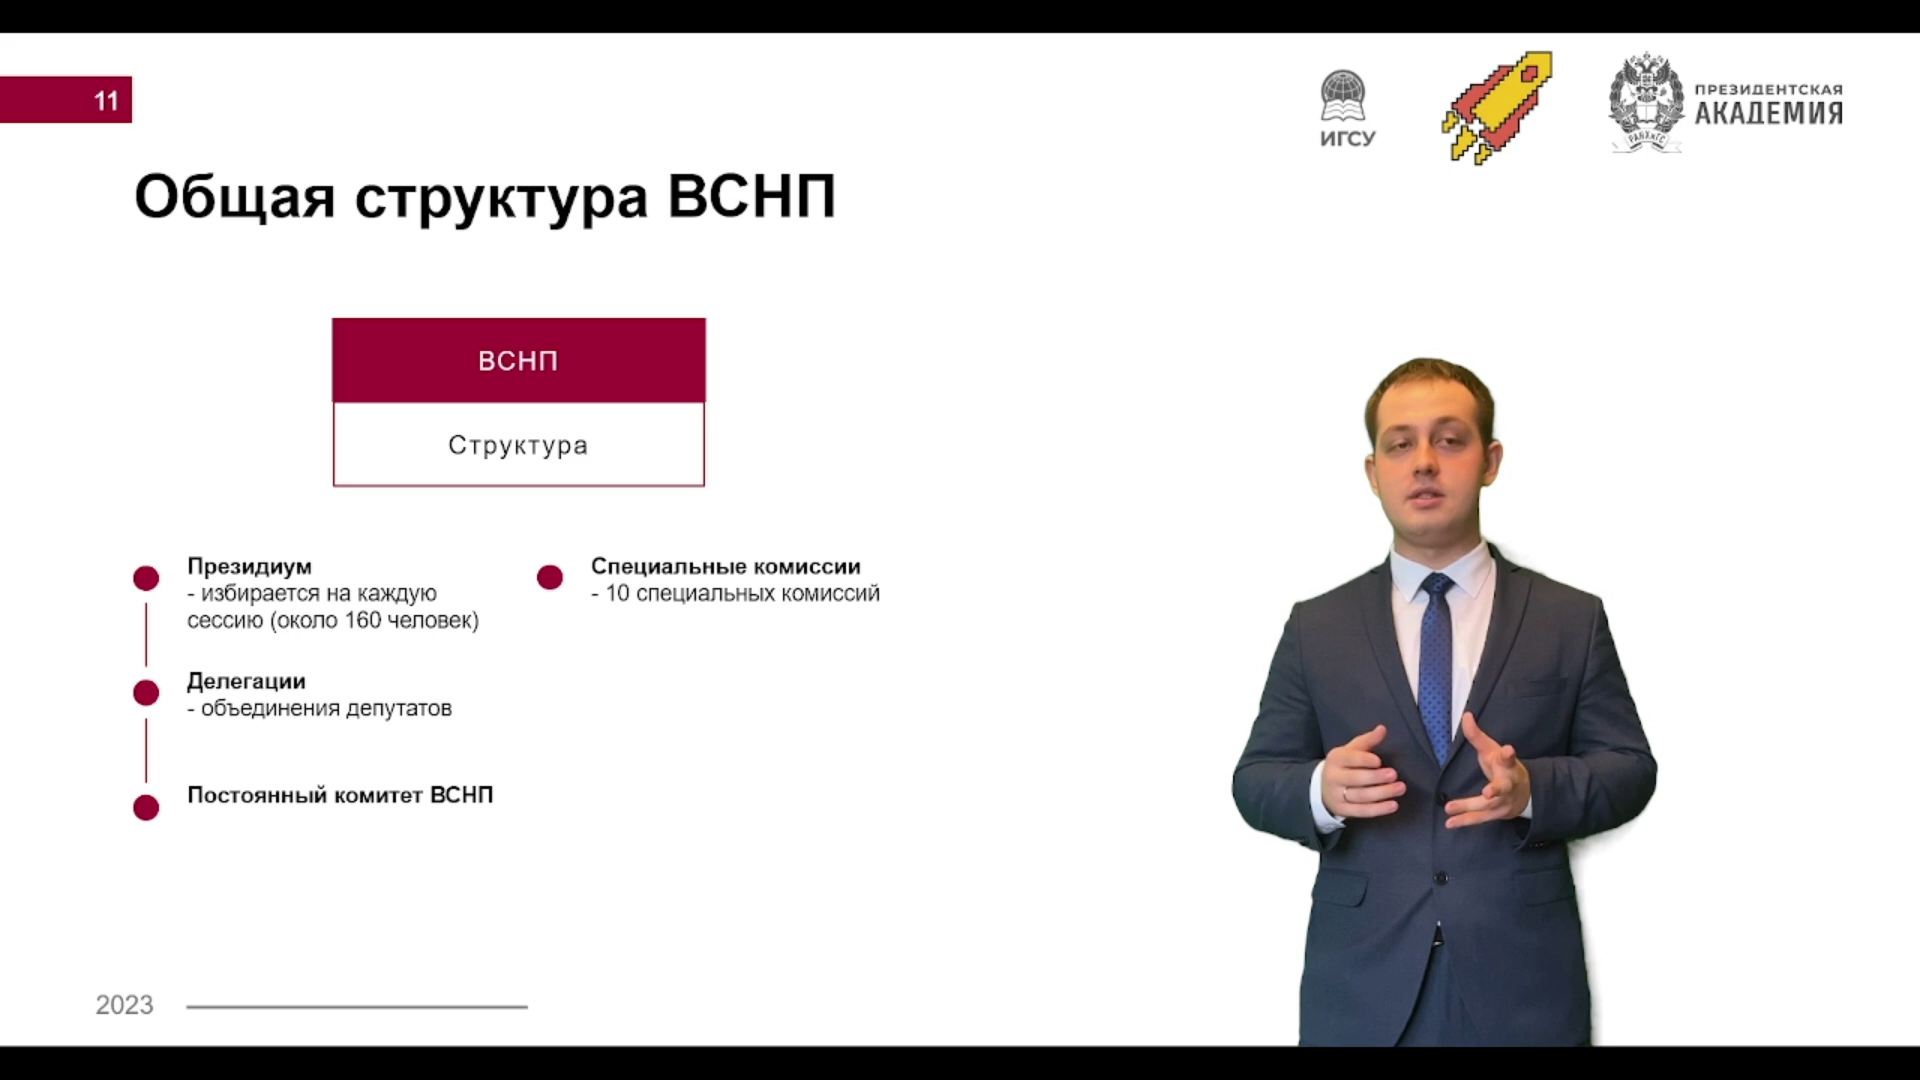 11
ИГСУ
ПРЕЗИДЕНТСКАЯ
АКАДЕМИЯ
РАНХиГС
Общая структура ВСНП
ВСНП
Структура
Президиум
- избирается на каждую
сессию (около 160 человек)
Делегации
- объединения депутатов
Постоянный комитет ВСНП
Специальные комиссии
- 10 специальных комиссий
2023